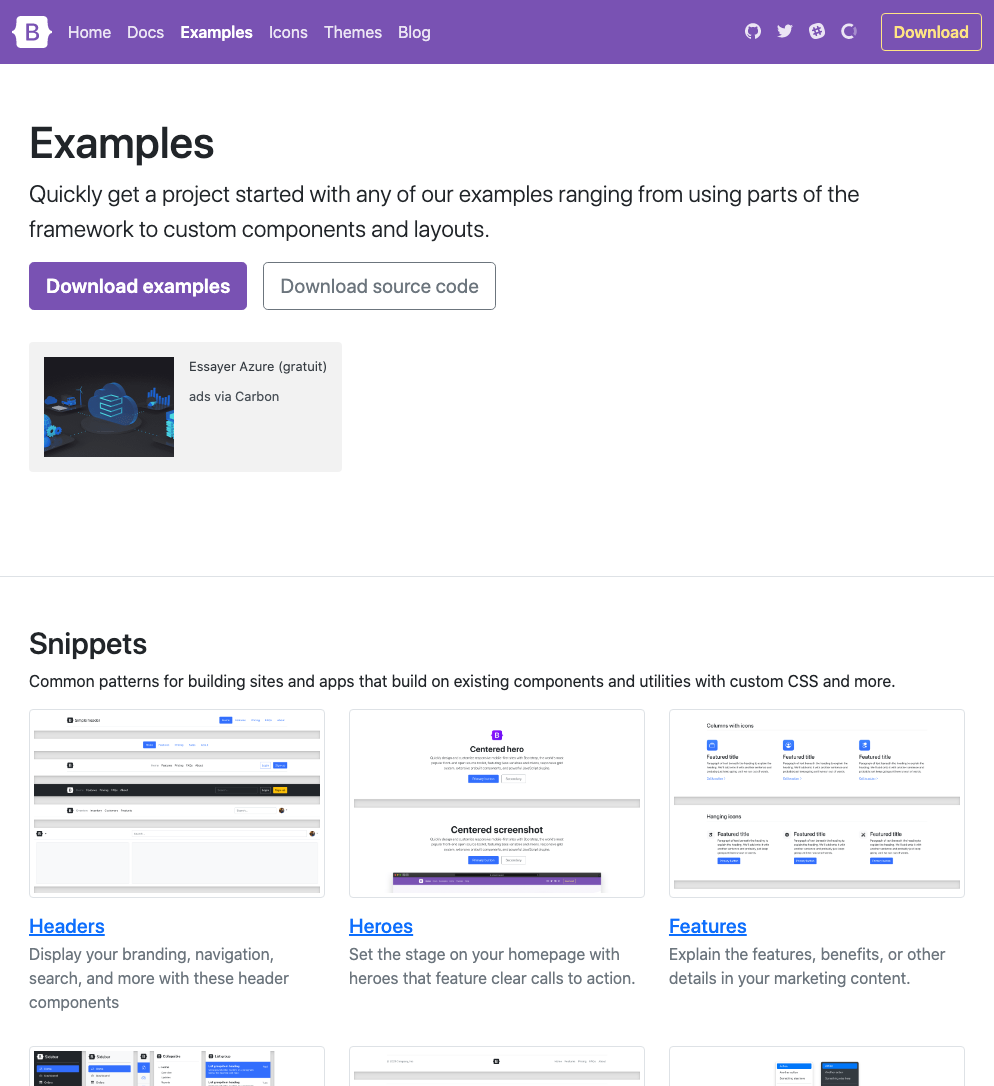 B Home Docs Examples Icons Themes Blog Download
Examples
Quickly get a project started with any of our examples ranging from using parts of the
framework to custom components and layouts.
Download examples Download source code
Essayer Azure (gratuit)
ads via Carbon
Snippets
Common patterns for building sites and apps that build on existing components and utilities with custom CSS and more.
Simple header
Centered hero
Centered screenshot
Columns with icons
Featured title Featured title Featured title
Hanging icons
Featured title Featured title Featured title
Headers
Display your branding, navigation,
search, and more with these header
components
Heroes
Set the stage on your homepage with
heroes that feature clear calls to action.
Features
Explain the features, benefits, or other
details in your marketing content.
Sidebar Sidebar